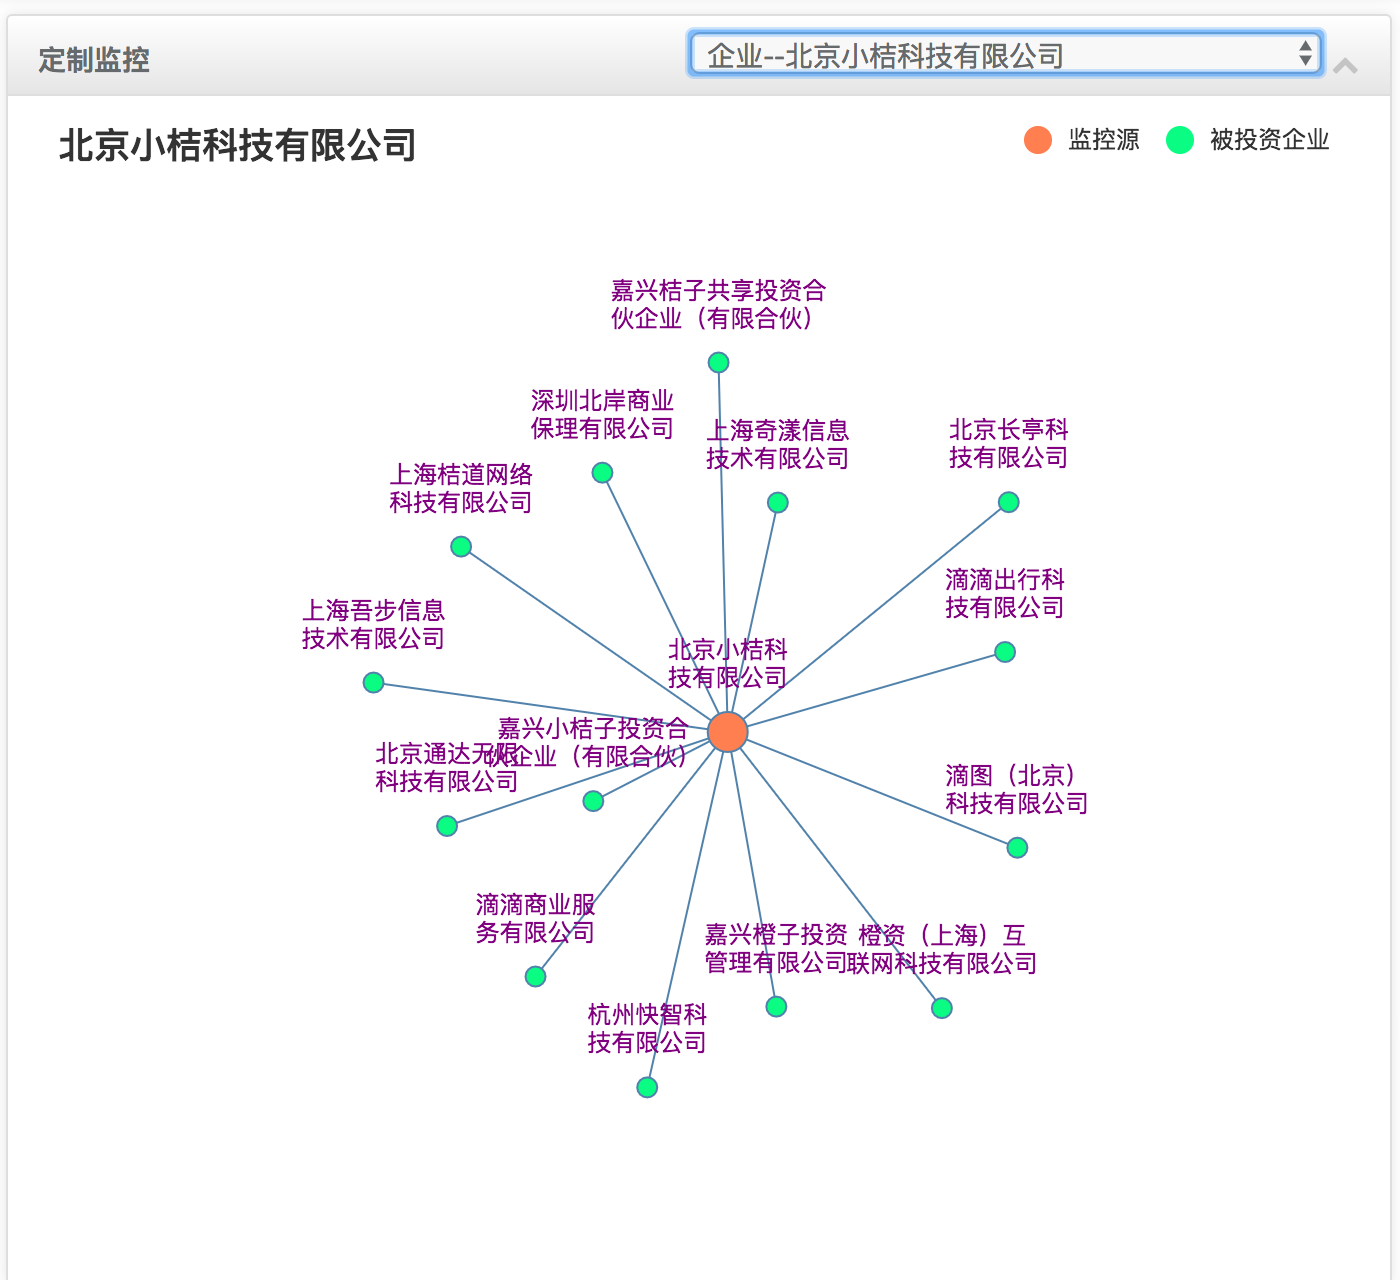 定制监控
企业--北京小桔科技有限公司
北京小桔科技有限公司
监控源
被投资企业
嘉兴桔子共享投资合
伙企业（有限合伙）
深圳北岸商业
保理有限公司
上海奇漾信息
技术有限公司
北京长亭科
技有限公司
上海桔道网络
科技有限公司
滴滴出行科
技有限公司
上海吾步信息
技术有限公司
北京小桔科
技有限公司
嘉兴小桔子投资合
伙企业（有限合伙）
北京通达无限
科技有限公司
滴图（北京）
科技有限公司
滴滴商业服
务有限公司
嘉兴橙子投资
管理有限公司
橙资（上海）互
联网科技有限公司
杭州快智科
技有限公司